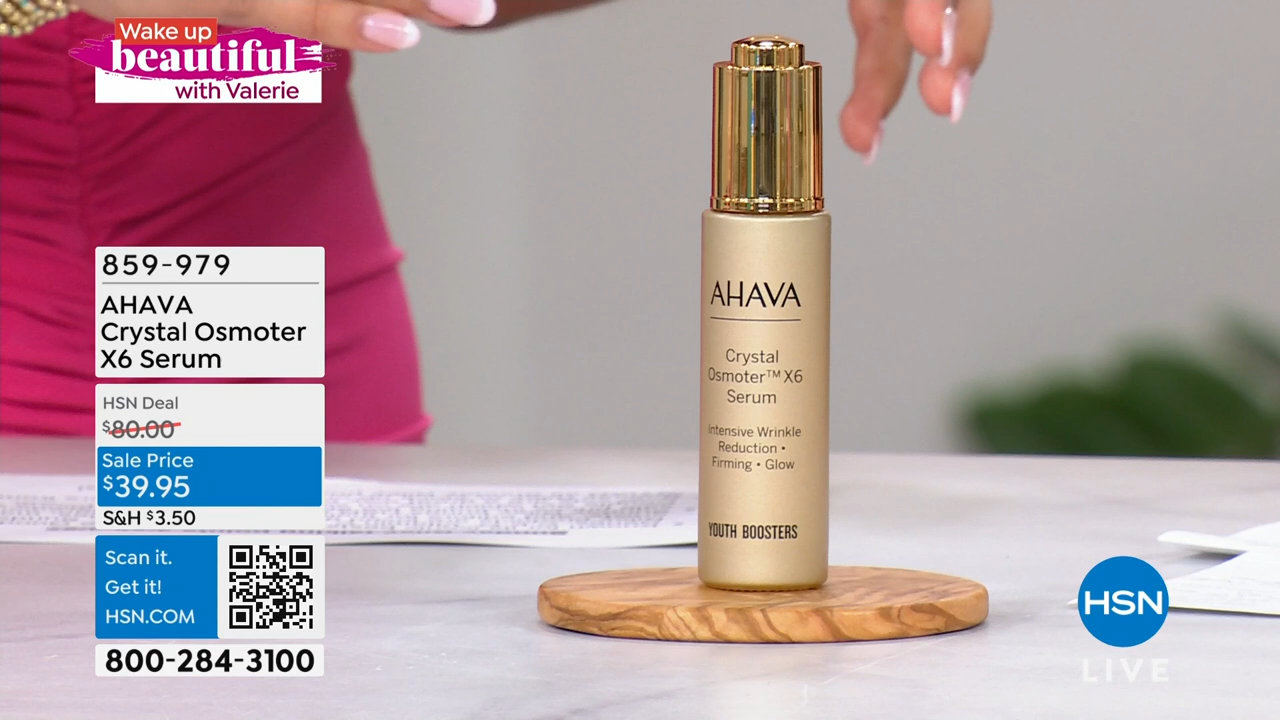 Wake up
beautiful
with Valerie
859-979
AHAVA
Crystal Osmoter
X6 Serum
HSN Deal
$80.00
Sale Price
$39.95
S&H $3.50
Scan it.
Get it!
HSN.COM
800-284-3100
AHAVA
Crystal
Osmoter™ X6
Serum
Intensive Wrinkle
Reduction •
Firming • Glow
YOUTH BOOSTERS
HSN
LIVE